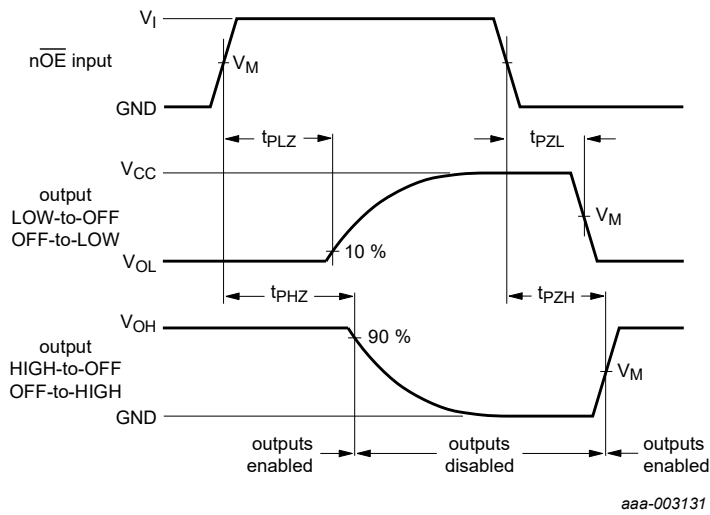 V_I
nO̅E̅ input
V_M
GND
t_PLZ
t_PZL
V_CC
output
LOW-to-OFF
OFF-to-LOW
V_M
10 %
V_OL
t_PHZ
t_PZH
V_OH
90 %
output
HIGH-to-OFF
OFF-to-HIGH
V_M
GND
outputs
enabled
outputs
disabled
outputs
enabled
aaa-003131